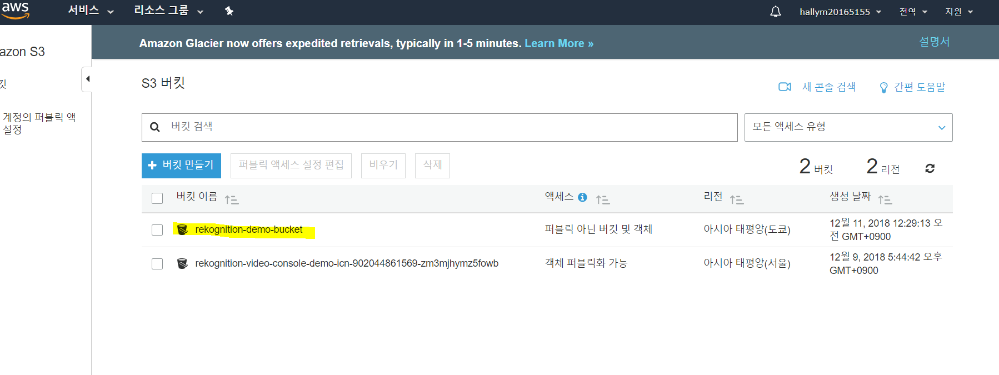 aws 서비스 리소스 그룹 hallym20165155 전역 지원
azon S3
킷
계정의 퍼블릭 액
설정
Amazon Glacier now offers expedited retrievals, typically in 1-5 minutes. Learn More » 설명서
S3 버킷 새 콘솔 검색 간편 도움말
버킷 검색 모든 액세스 유형
+ 버킷 만들기 퍼블릭 액세스 설정 편집 비우기 삭제 2 버킷 2 리전
버킷 이름 액세스 리전 생성 날짜
rekognition-demo-bucket 퍼블릭 아닌 버킷 및 객체 아시아 태평양(도쿄) 12월 11, 2018 12:29:13 오
전 GMT+0900
rekognition-video-console-demo-icn-902044861569-zm3mjhymz5fowb 객체 퍼블릭화 가능 아시아 태평양(서울) 12월 9, 2018 5:44:42 오후
GMT+0900